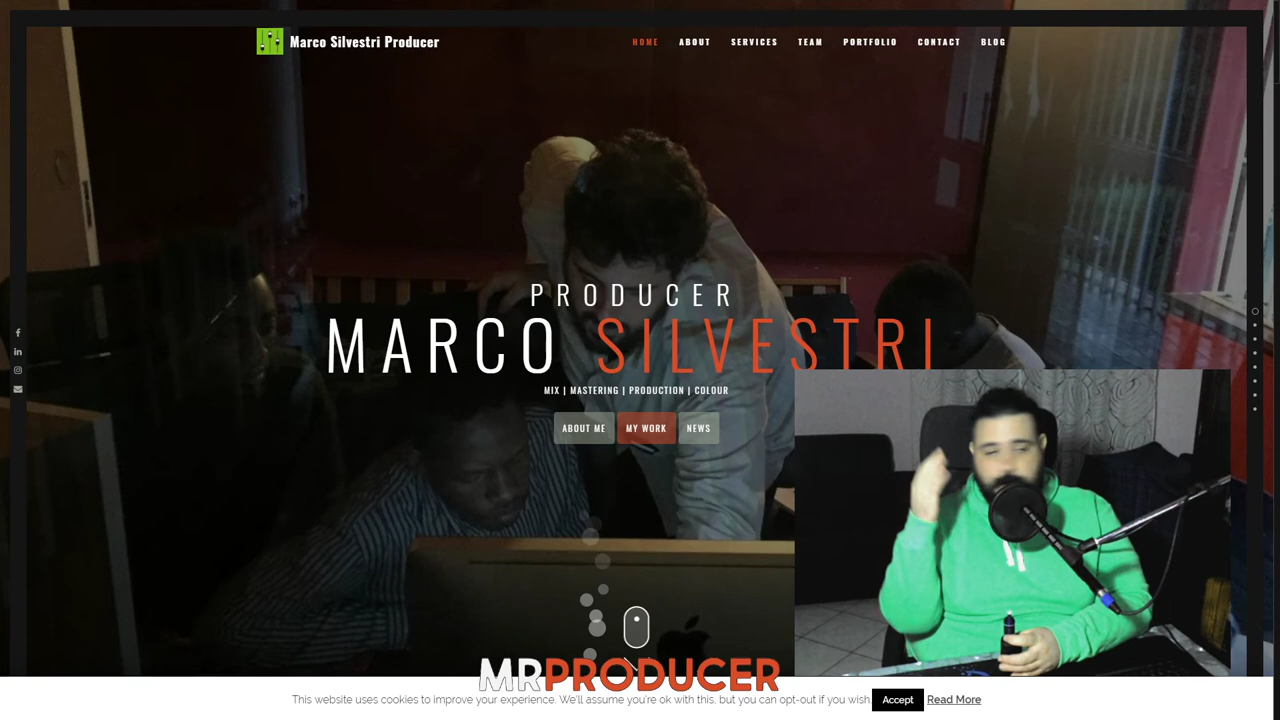 Marco Silvestri Producer
HOME ABOUT SERVICES TEAM PORTFOLIO CONTACT BLOG
PRODUCER
MARCO SILVESTRI
MIX | MASTERING | PRODUCTION | COLOUR
ABOUT ME MY WORK NEWS
MRPRODUCER
This website uses cookies to improve your experience. We'll assume you're ok with this, but you can opt-out if you wish. Accept Read More